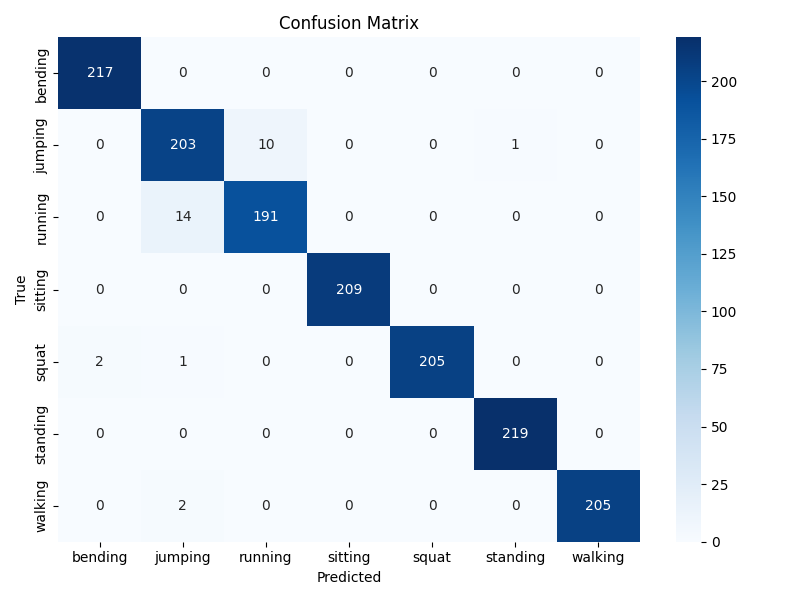 Confusion Matrix
bending 217 0 0 0 0 0 0
jumping 0 203 10 0 0 1 0
running 0 14 191 0 0 0 0
sitting 0 0 0 209 0 0 0
squat 2 1 0 0 205 0 0
standing 0 0 0 0 0 219 0
walking 0 2 0 0 0 0 205
True
bending jumping running sitting squat standing walking
Predicted
200
175
150
125
100
75
50
25
0